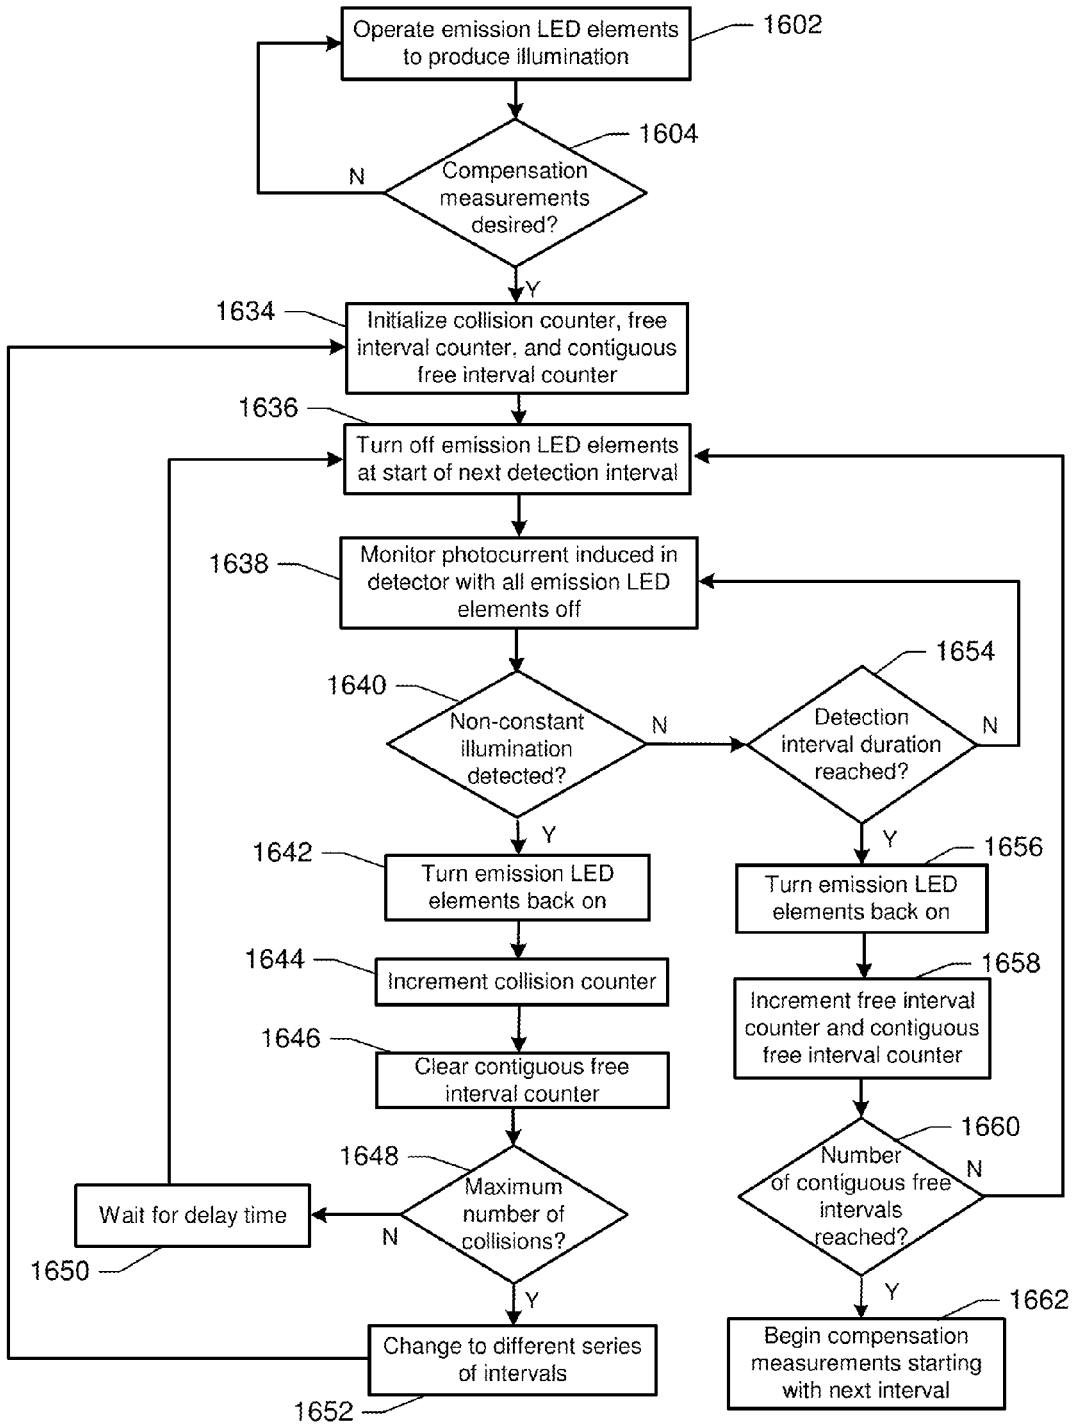 Operate emission LED elements
to produce illumination
1602
1604
Compensation
measurements
desired?
N
Y
1634
Initialize collision counter, free
interval counter, and contiguous
free interval counter
1636
Turn off emission LED elements
at start of next detection interval
1638
Monitor photocurrent induced in
detector with all emission LED
elements off
1640
Non-constant
illumination
detected?
N
Y
1654
Detection
interval duration
reached?
N
Y
1642
Turn emission LED
elements back on
1656
Turn emission LED
elements back on
1644
Increment collision counter
1658
Increment free interval
counter and contiguous
free interval counter
1646
Clear contiguous free
interval counter
1648
Maximum
number of
collisions?
N
Y
1660
Number
of contiguous free
intervals
reached?
N
Y
Wait for delay time
1650
Change to different series
of intervals
1652
1662
Begin compensation
measurements starting
with next interval